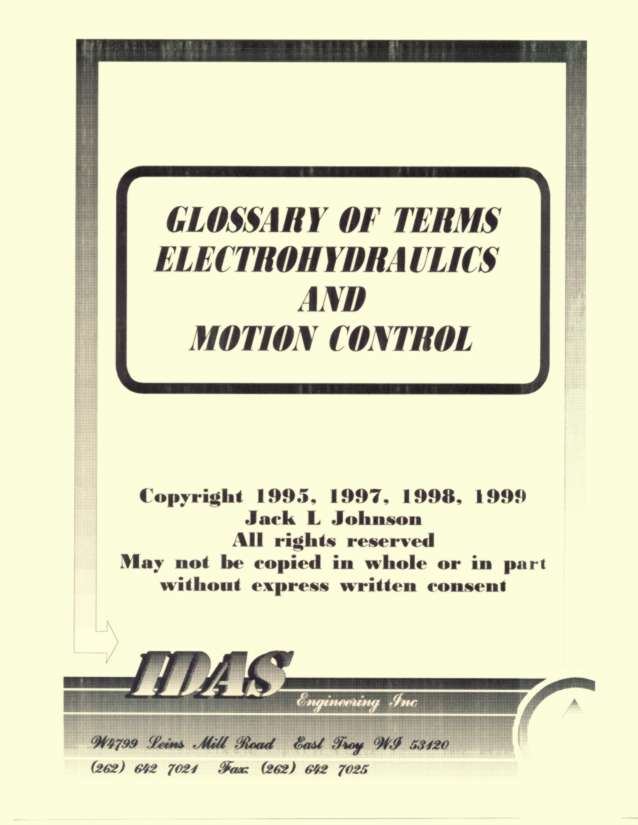 GLOSSARY OF TERMS
ELECTROHYDRAULICS
AND
MOTION CONTROL
Copyright 1995, 1997, 1998, 1999
Jack L Johnson
All rights reserved
May not be copied in whole or in part
without express written consent
IDAS
Engineering Inc
W4799 Leins Mill Road East Troy WI 53120
(262) 642 7021 Fax: (262) 642 7025